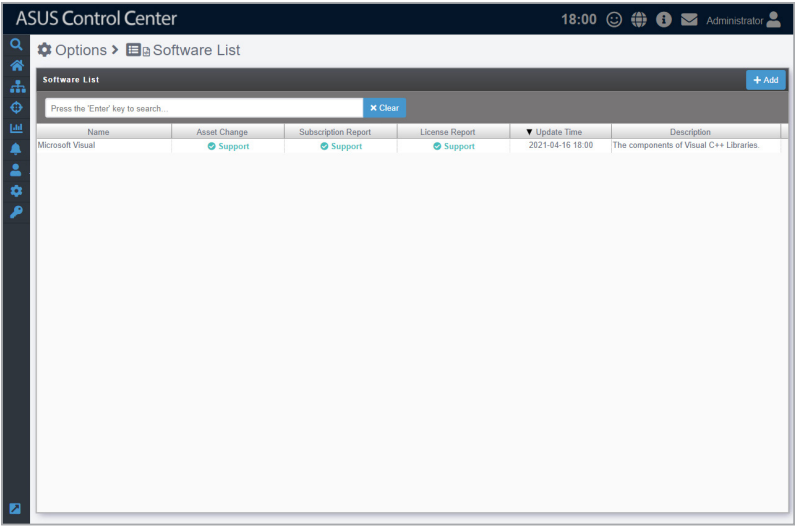 ASUS Control Center
18:00
Administrator
Options > Software List
Software List
+ Add
Press the 'Enter' key to search...
× Clear
Name Asset Change Subscription Report License Report ▼ Update Time Description
Microsoft Visual Support Support Support 2021-04-16 18:00 The components of Visual C++ Libraries.